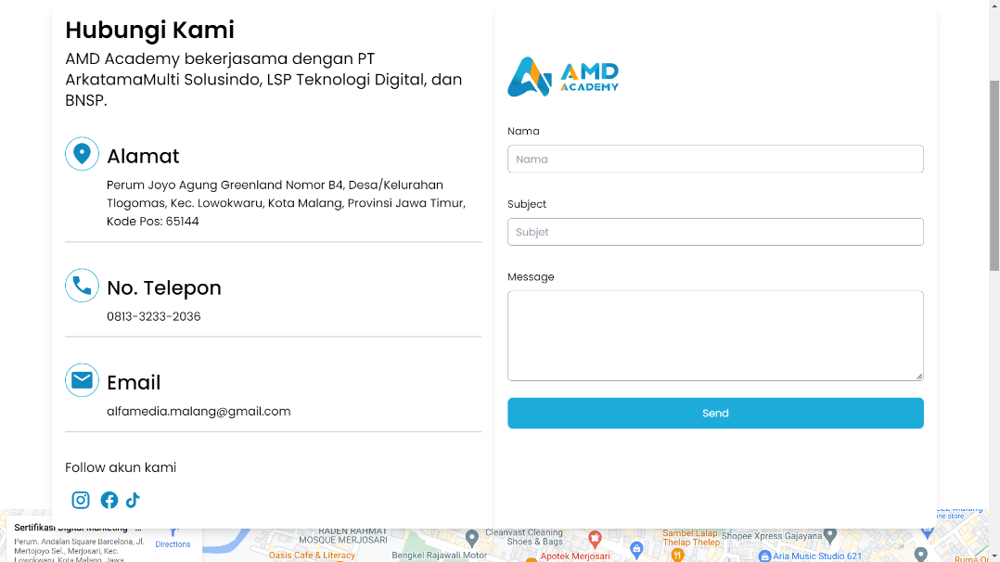 Hubungi Kami
AMD Academy bekerjasama dengan PT
ArkatamaMulti Solusindo, LSP Teknologi Digital, dan
BNSP.
Alamat
Perum Joyo Agung Greenland Nomor B4, Desa/Kelurahan
Tlogomas, Kec. Lowokwaru, Kota Malang, Provinsi Jawa Timur,
Kode Pos: 65144
No. Telepon
0813-3233-2036
Email
alfamedia.malang@gmail.com
Follow akun kami
AMD
ACADEMY
Nama
Nama
Subject
Subjet
Message
Send
Sertifikasi Digital Marketing - ...
Perum. Andalan Square Barcelona, Jl.
Mertojoyo Sel., Merjosari, Kec.
Lowokwaru, Kota Malang, Jawa
Directions
RADEN RAHMAT
MOSQUE MERJOSARI
Oasis Cafe & Literacy
Bengkel Rajawali Motor
Cleanvast Cleaning
Shoes & Bags
Apotek Merjosari
Sambel Lalap
Thelap Thelep
Shopee Xpress Gajayana
Aria Music Studio 621
one store